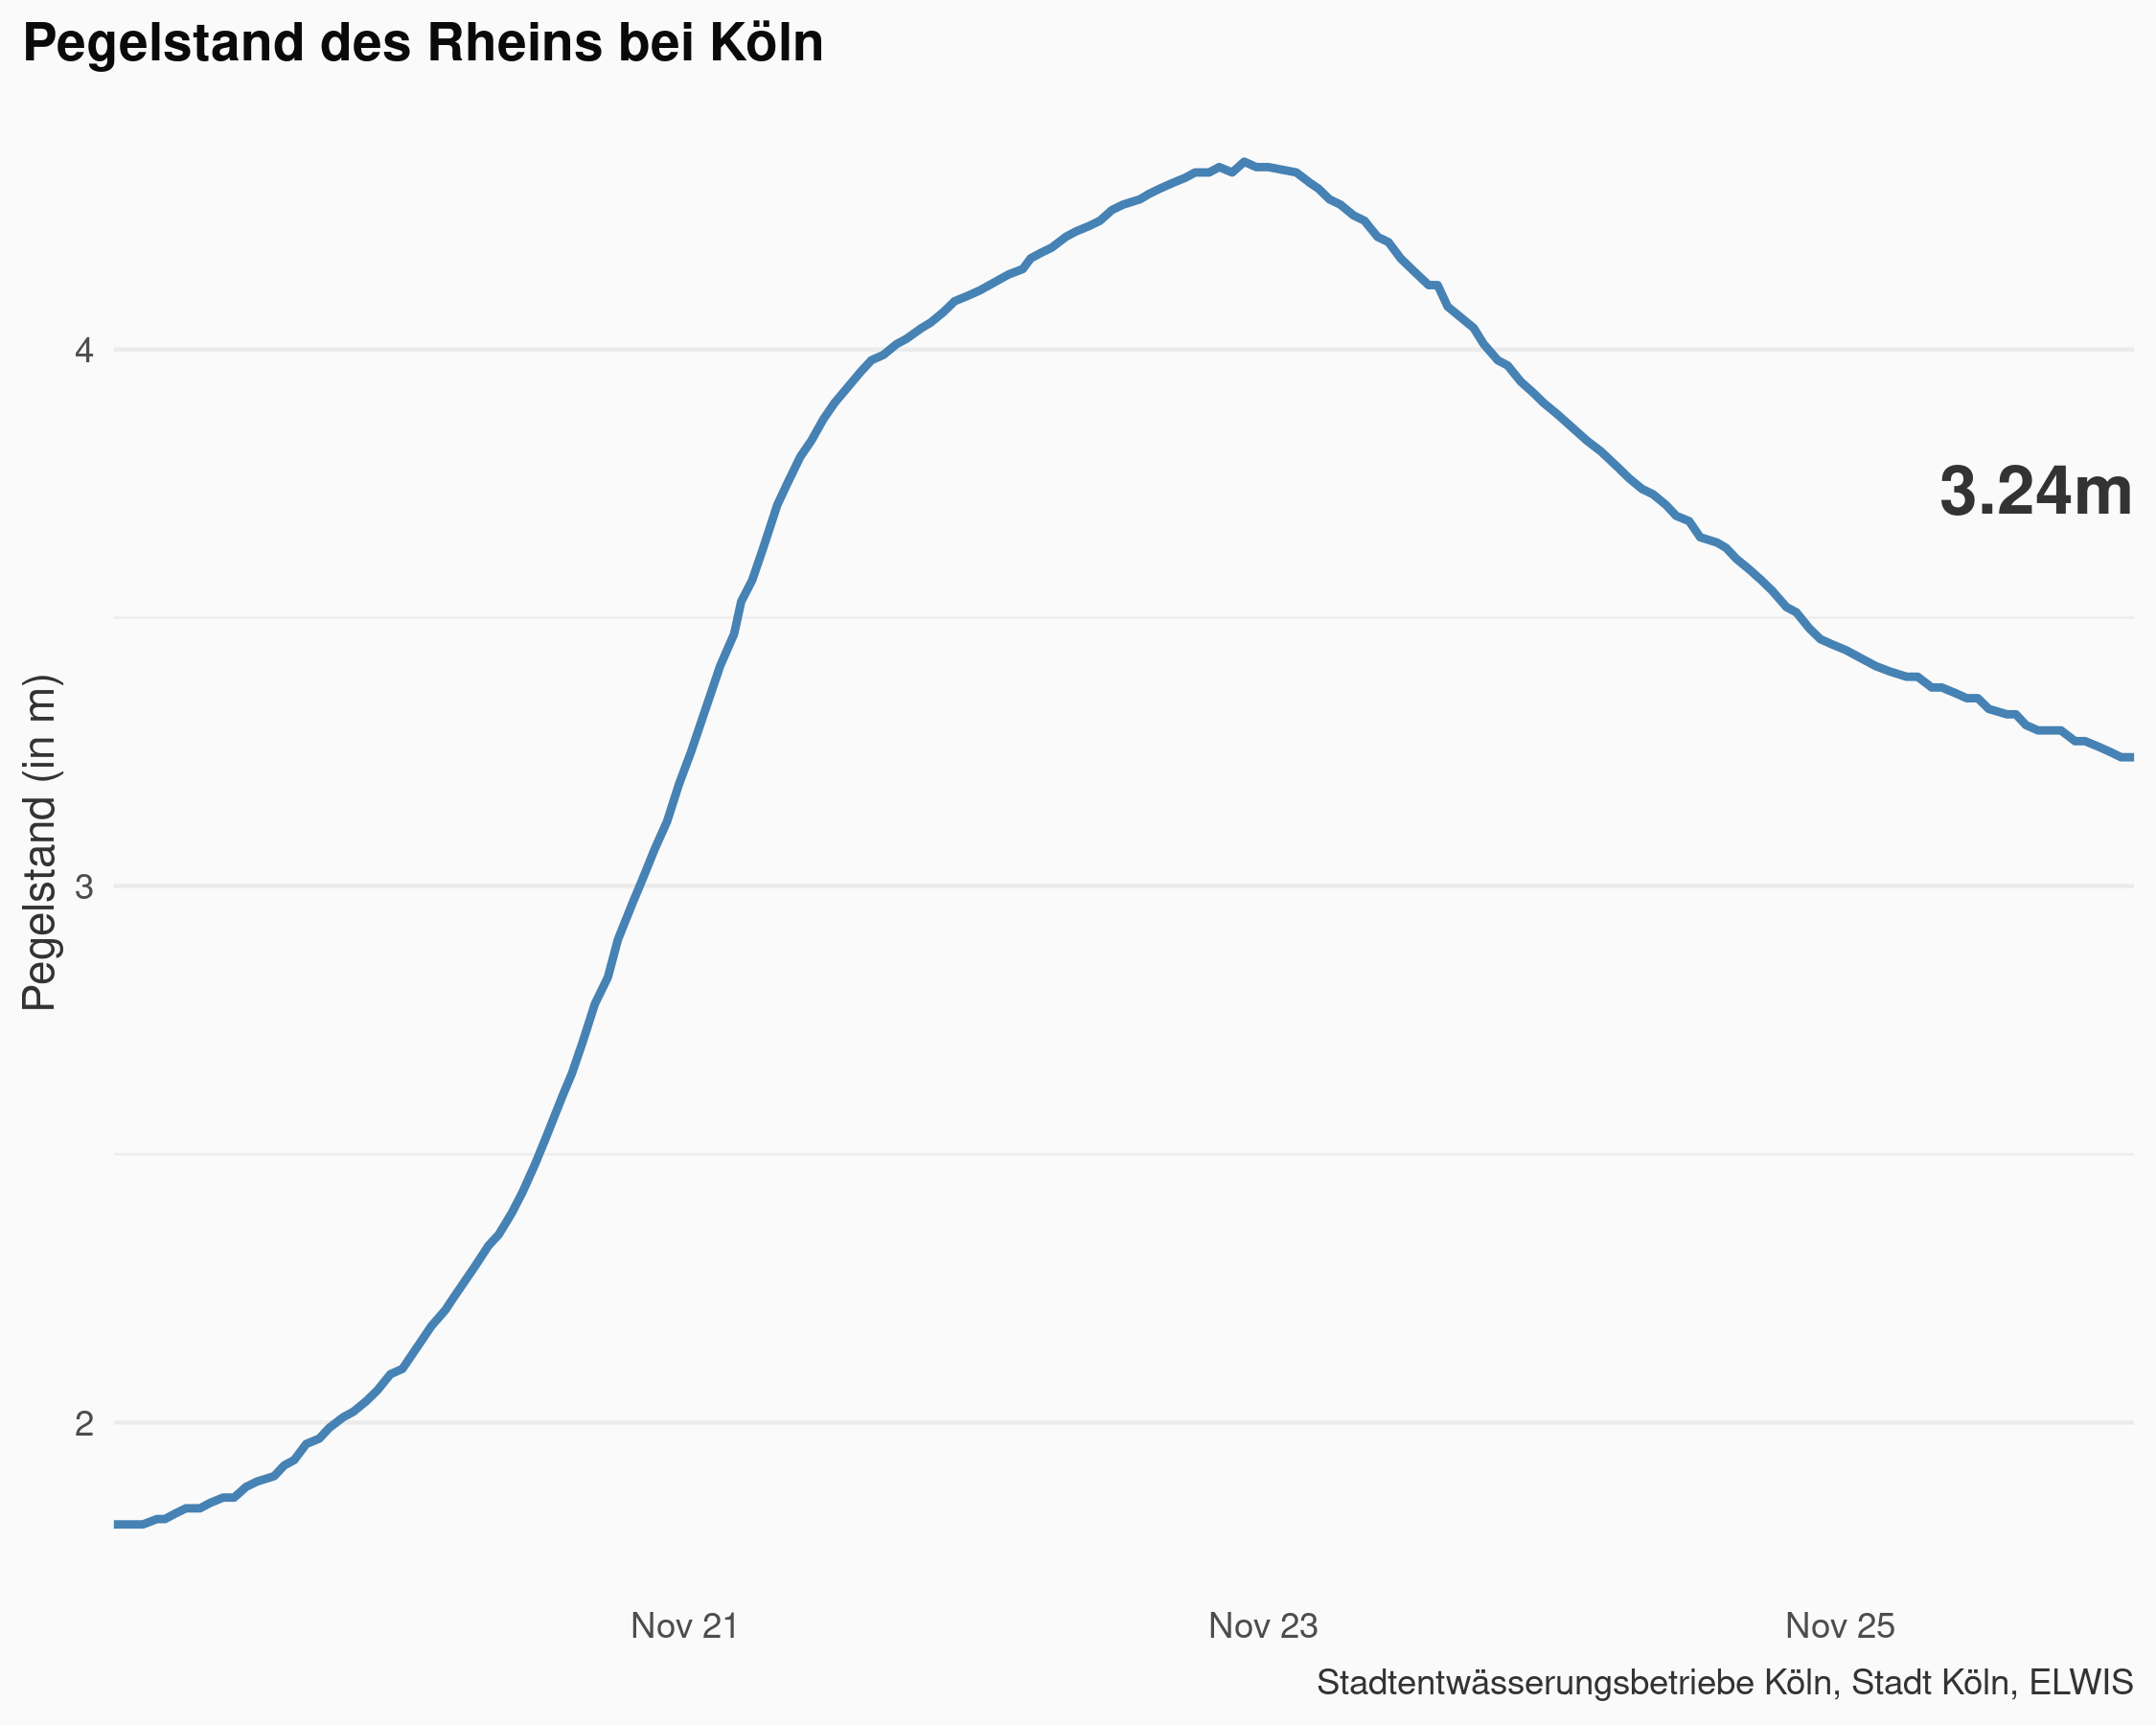 Pegelstand des Rheins bei Köln
Pegelstand (in m)
4
3
2
3.24m
Nov 21
Nov 23
Nov 25
Stadtentwässerungsbetriebe Köln, Stadt Köln, ELWIS